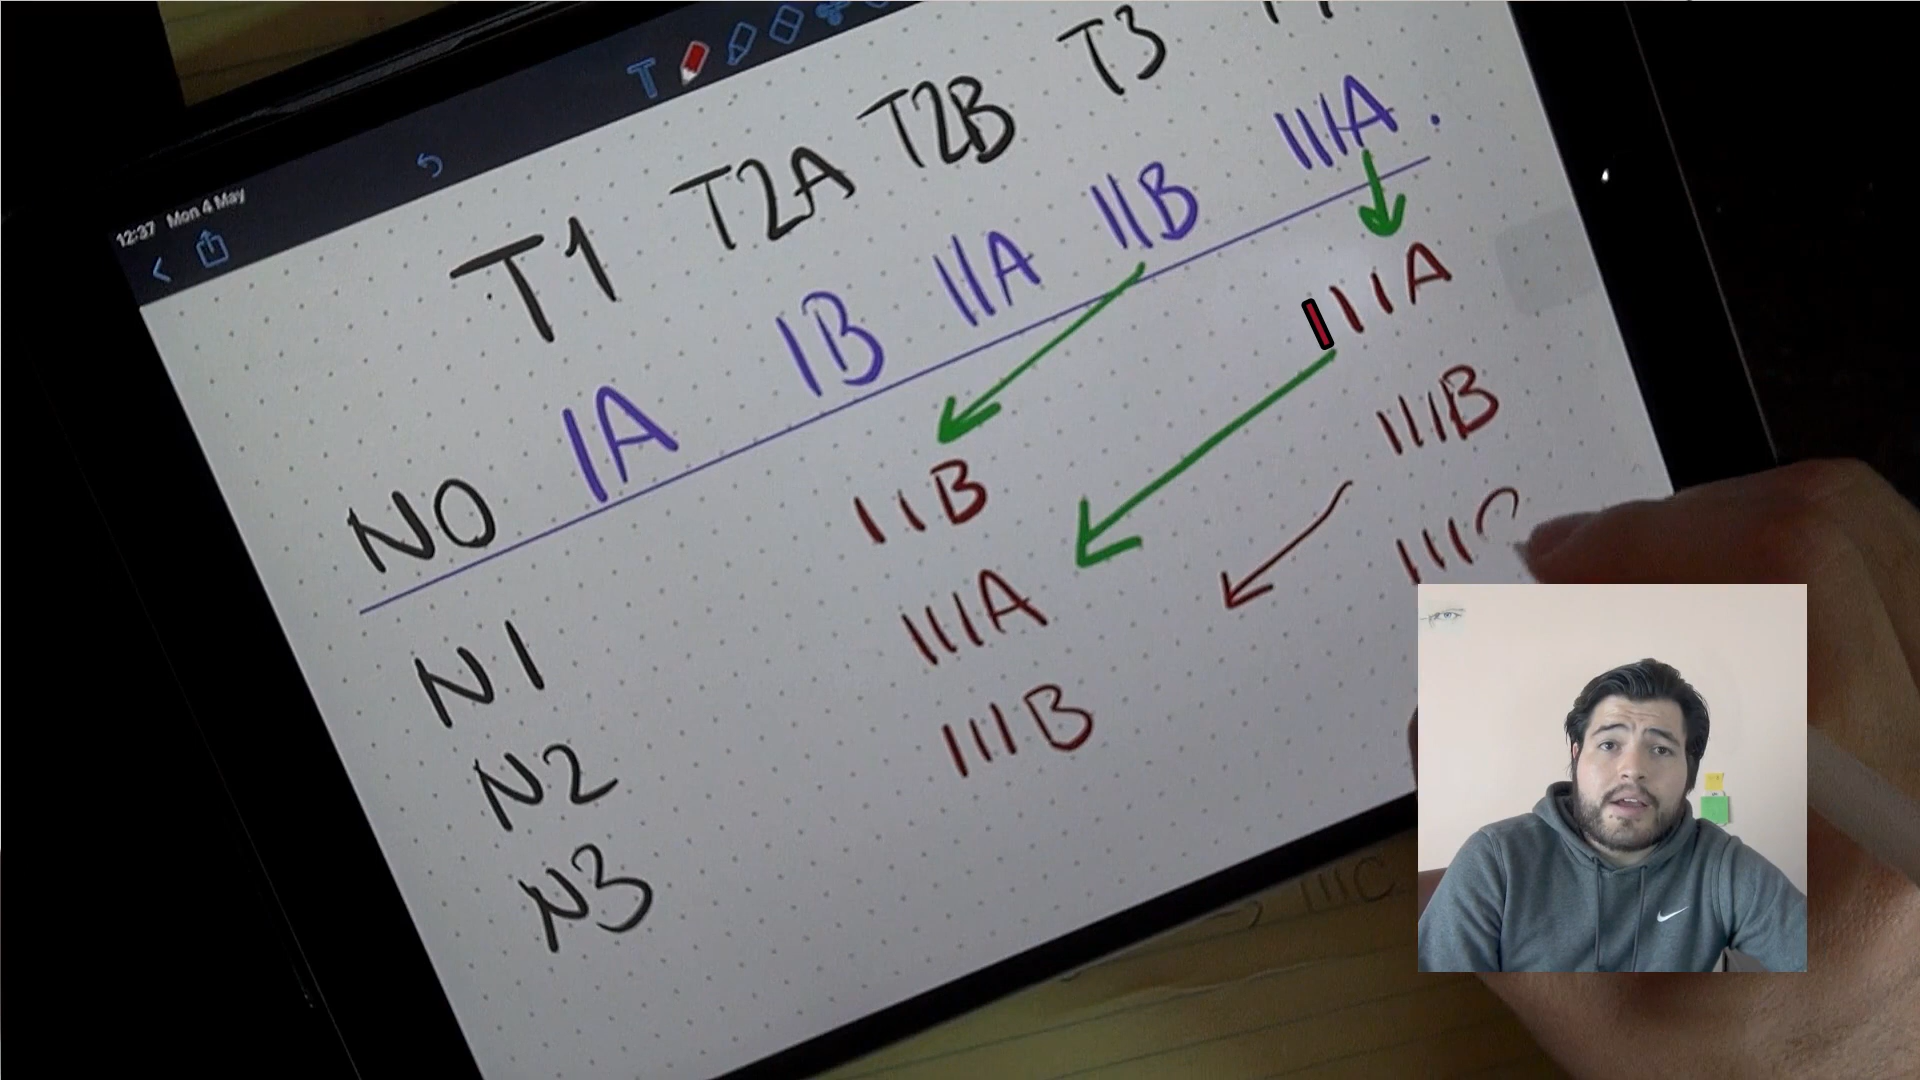 12:37 Mon 4 May
T1 T2A T2B T3
N0 IA IB IIA IIB IIIA .
N1 IIB IIIA
N2 IIIA IIIB
N3 IIIB
IIIC